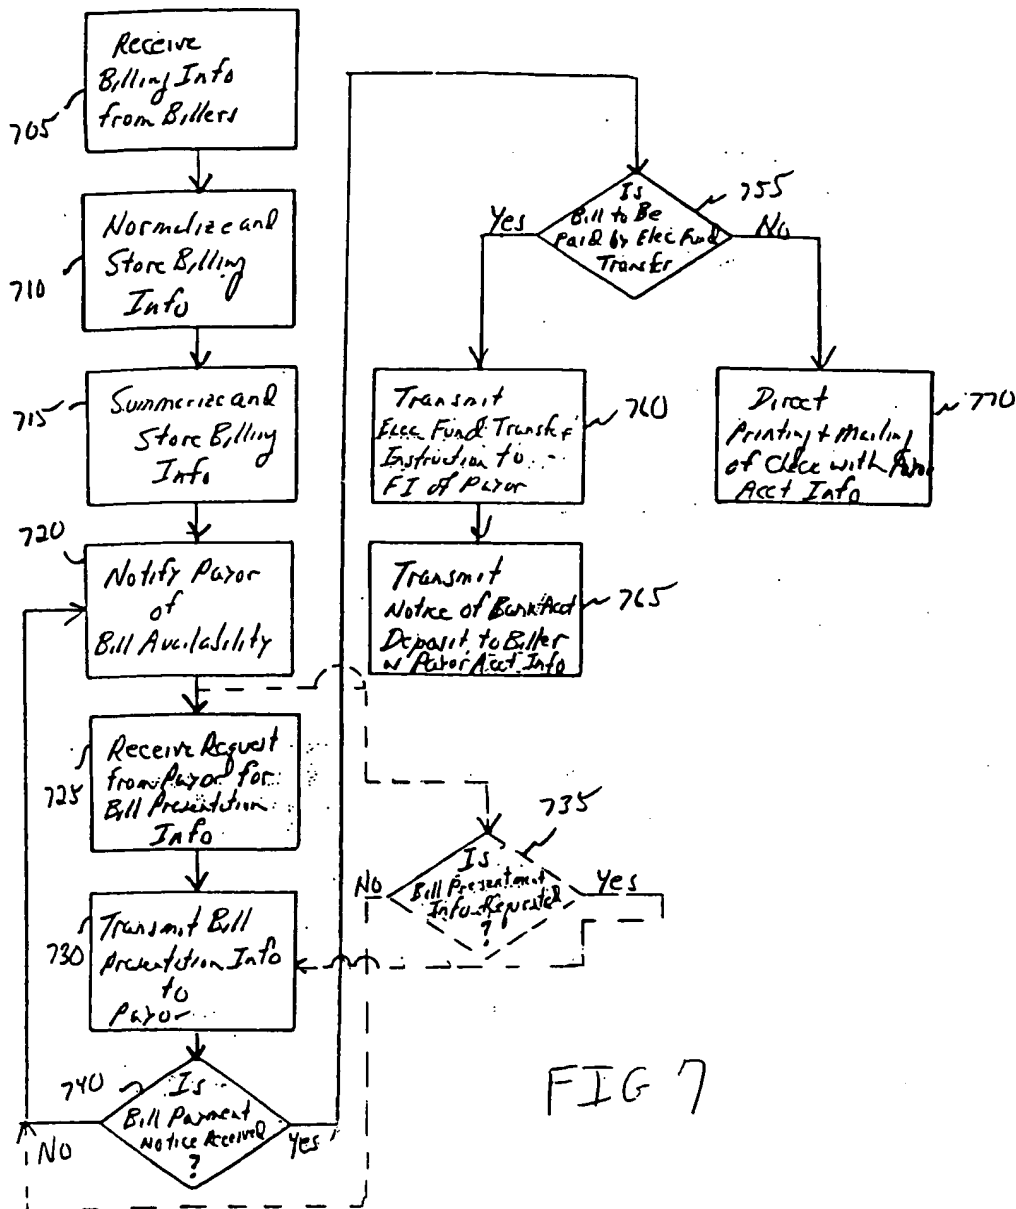 Receive
Billing Info
from Billers
705
Normalize and
Store Billing
Info
710
Summerize and
Store Billing
Info
715
720
Notify Payor
of
Bill Availability
Receive Request
from Payor for
Bill Presentation
Info
725
Transmit Bill
Presentation Info
to
Payor
730
740
Is
Bill Payment
Notice Received
?
No
Yes
735
Is
Bill Presentment
Info Requested
?
No
Yes
755
Is
Bill to Be
Paid by Elec Fund
Transfer
Yes
No
Transmit
Elec Fund Transfer
Instruction to
FI of Payor
760
Transmit
Notice of Bank Acct
Deposit to Biller
w Payor Acct Info
765
Direct
Printing + Mailing
of Check with Payor
Acct Info
770
FIG 7